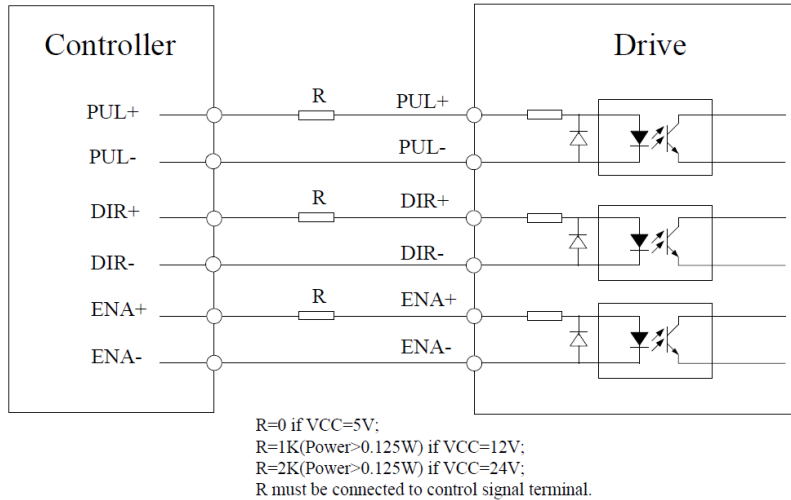 Controller
Drive
R
PUL+
PUL+
PUL-
PUL-
R
DIR+
DIR+
DIR-
DIR-
R
ENA+
ENA+
ENA-
ENA-
R=0 if VCC=5V;
R=1K(Power>0.125W) if VCC=12V;
R=2K(Power>0.125W) if VCC=24V;
R must be connected to control signal terminal.